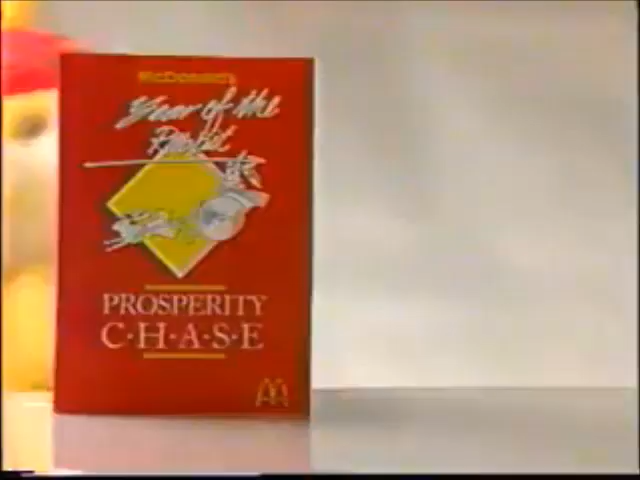 McDonald's
Year of the
Rabbit
PROSPERITY
C·H·A·S·E